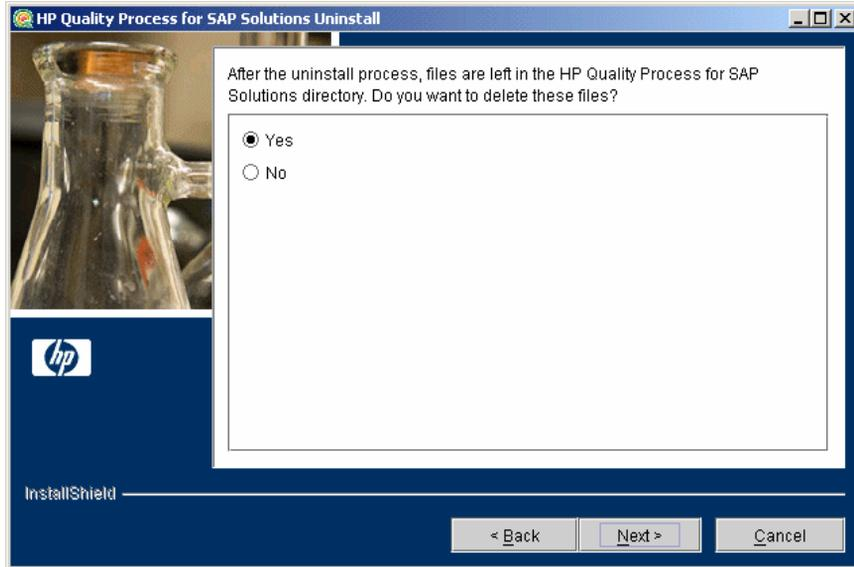 HP Quality Process for SAP Solutions Uninstall
After the uninstall process, files are left in the HP Quality Process for SAP
Solutions directory. Do you want to delete these files?
Yes
No
hp
InstallShield
< Back
Next >
Cancel